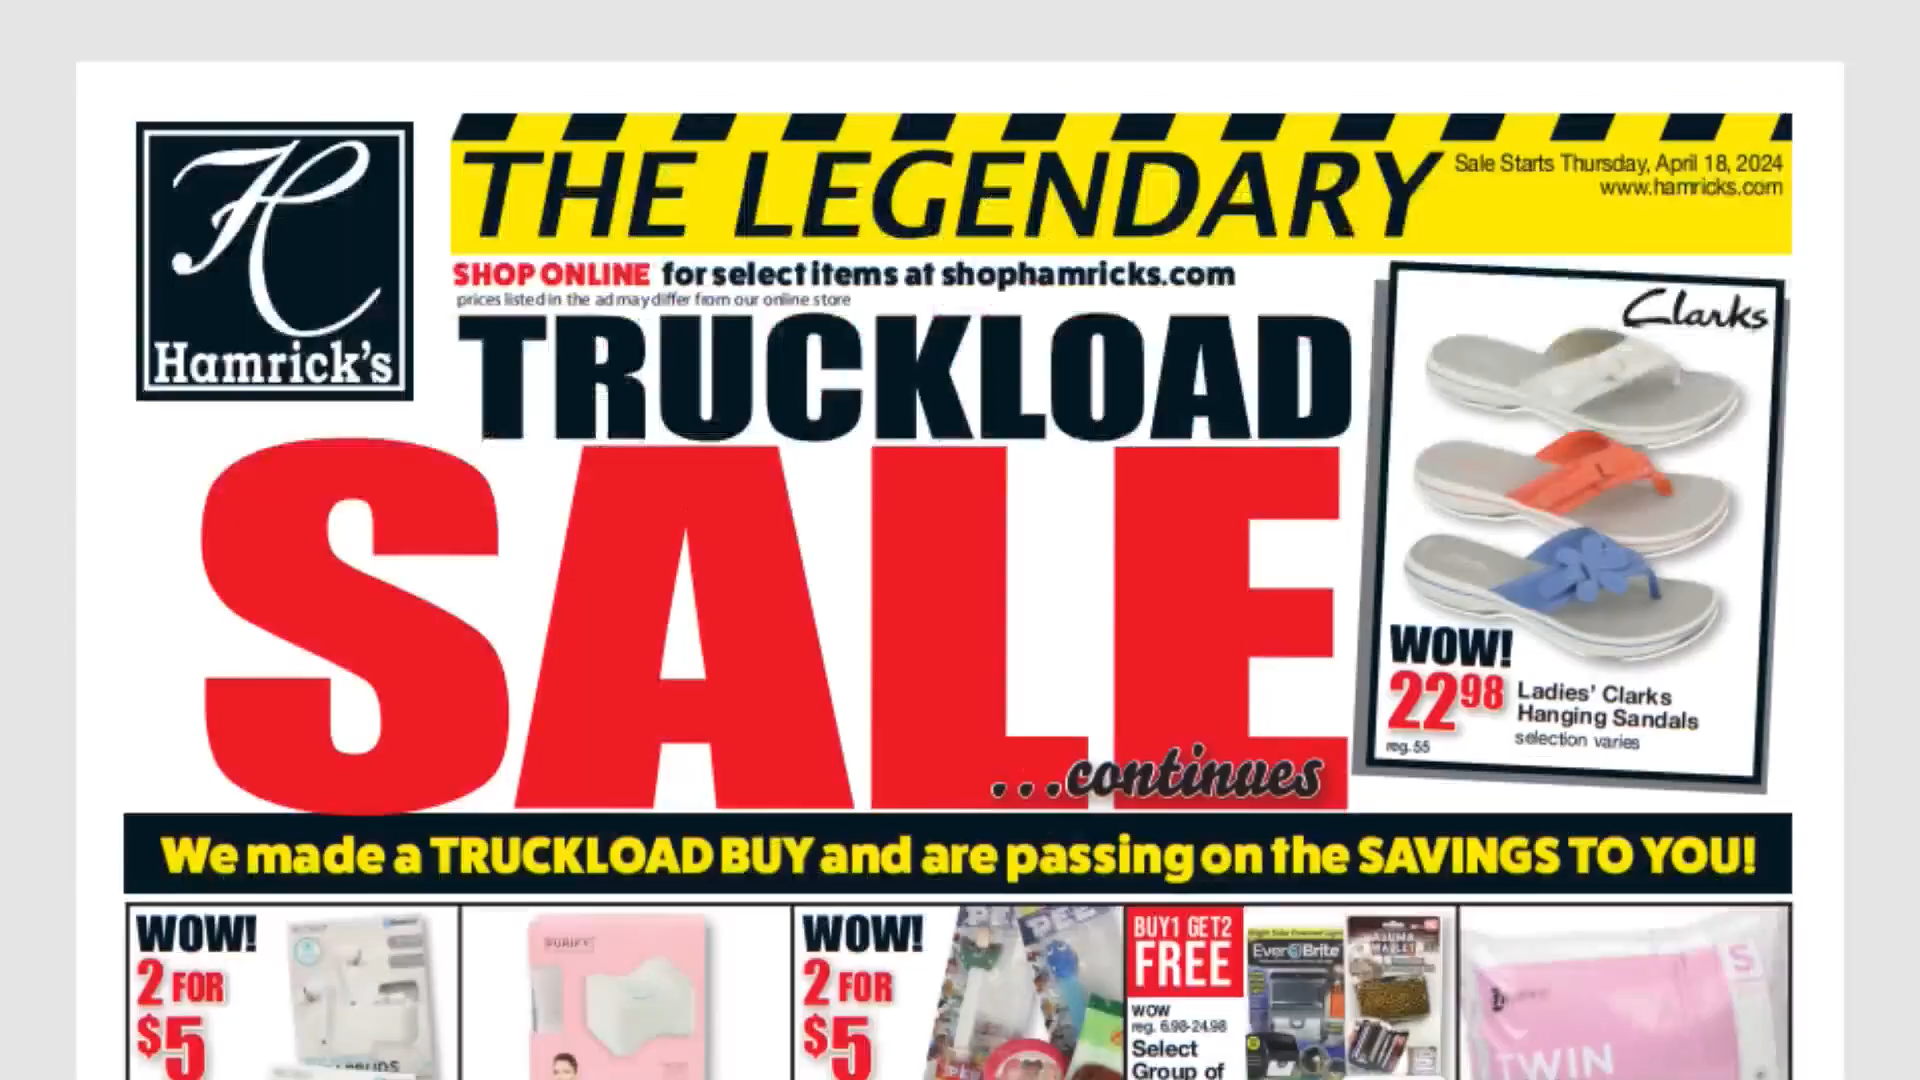 H
Hamrick's
THE LEGENDARY
Sale Starts Thursday, April 18, 2024
www.hamricks.com
SHOP ONLINE for select items at shophamricks.com
prices listed in the ad may differ from our online store
TRUCKLOAD
SALE
...continues
Clarks
WOW!
22 98
reg. 55
Ladies' Clarks
Hanging Sandals
selection varies
We made a TRUCKLOAD BUY and are passing on the SAVINGS TO YOU!
WOW!
2 FOR
$5
PURIFY
WOW!
2 FOR
$5
BUY1 GET2
FREE
WOW
reg. 6.98-24.98
Select
Group of
Ever Brite
S
TWIN